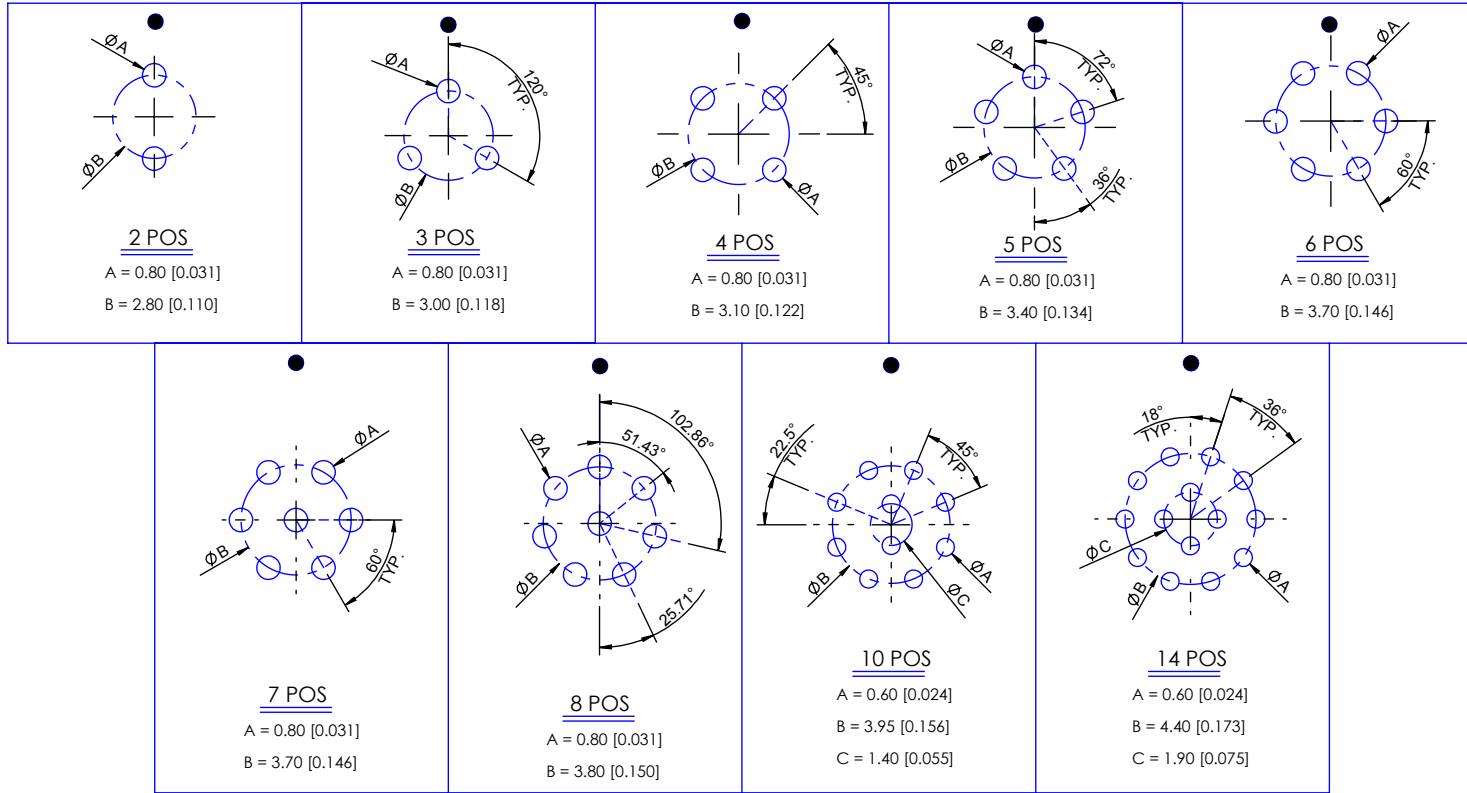 ØA
ØB
2 POS
A = 0.80 [0.031]
B = 2.80 [0.110]
ØA
120°
TYP.
ØB
3 POS
A = 0.80 [0.031]
B = 3.00 [0.118]
45°
TYP.
ØB
ØA
4 POS
A = 0.80 [0.031]
B = 3.10 [0.122]
ØA
72°
TYP.
ØB
36°
TYP.
5 POS
A = 0.80 [0.031]
B = 3.40 [0.134]
ØA
60°
TYP.
6 POS
A = 0.80 [0.031]
B = 3.70 [0.146]
ØA
ØB
60°
TYP.
7 POS
A = 0.80 [0.031]
B = 3.70 [0.146]
102.86°
51.43°
ØA
ØB
25.71°
8 POS
A = 0.80 [0.031]
B = 3.80 [0.150]
22.5°
TYP.
45°
TYP.
ØB
ØA
ØC
10 POS
A = 0.60 [0.024]
B = 3.95 [0.156]
C = 1.40 [0.055]
18°
TYP.
36°
TYP.
ØC
ØB
ØA
14 POS
A = 0.60 [0.024]
B = 4.40 [0.173]
C = 1.90 [0.075]